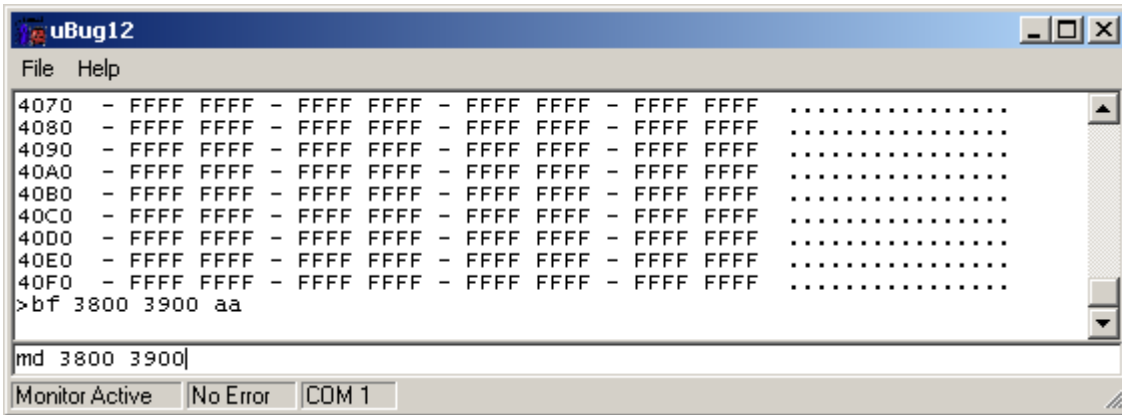 uBug12
File Help
4070 - FFFF FFFF - FFFF FFFF - FFFF FFFF - FFFF FFFF ................
4080 - FFFF FFFF - FFFF FFFF - FFFF FFFF - FFFF FFFF ................
4090 - FFFF FFFF - FFFF FFFF - FFFF FFFF - FFFF FFFF ................
40A0 - FFFF FFFF - FFFF FFFF - FFFF FFFF - FFFF FFFF ................
40B0 - FFFF FFFF - FFFF FFFF - FFFF FFFF - FFFF FFFF ................
40C0 - FFFF FFFF - FFFF FFFF - FFFF FFFF - FFFF FFFF ................
40D0 - FFFF FFFF - FFFF FFFF - FFFF FFFF - FFFF FFFF ................
40E0 - FFFF FFFF - FFFF FFFF - FFFF FFFF - FFFF FFFF ................
40F0 - FFFF FFFF - FFFF FFFF - FFFF FFFF - FFFF FFFF ................
>bf 3800 3900 aa
md 3800 3900
Monitor Active No Error COM 1